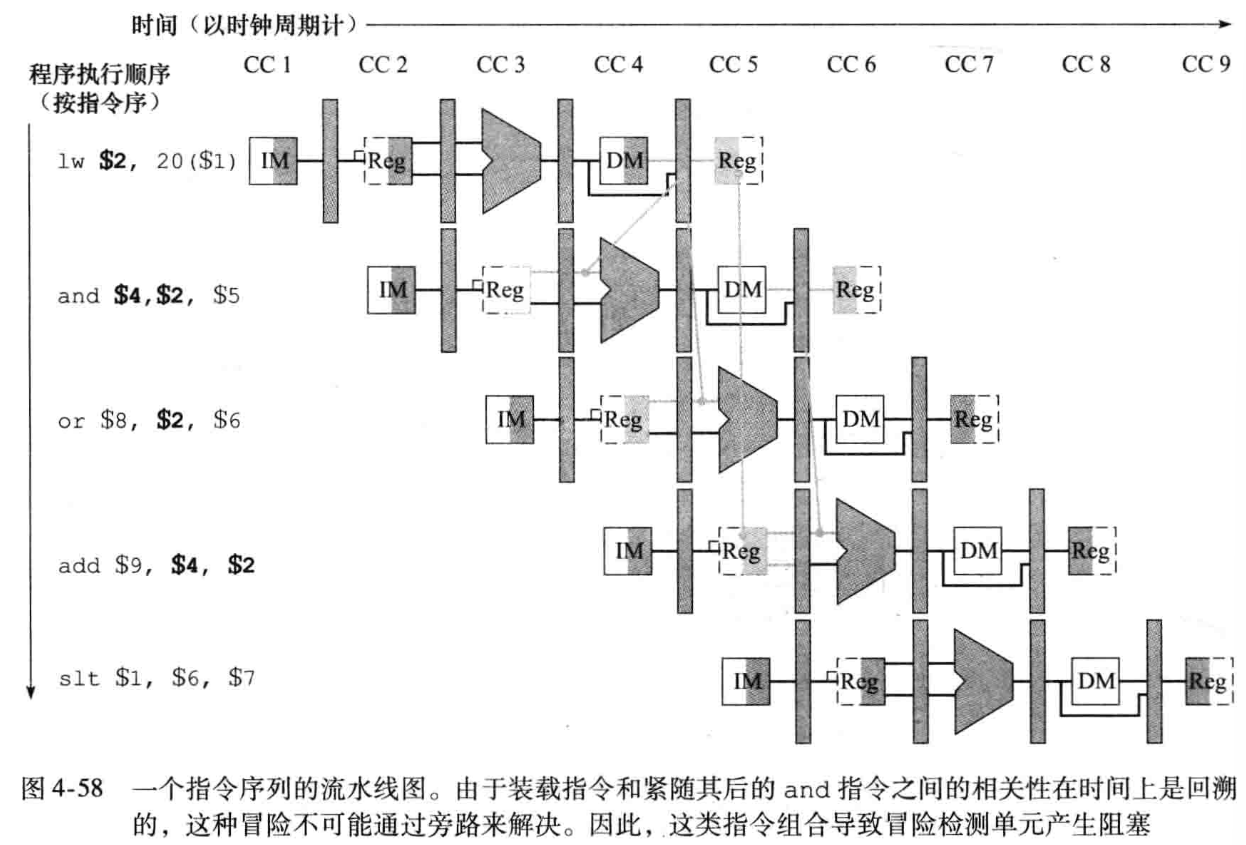 时间（以时钟周期计）
CC 1 CC 2 CC 3 CC 4 CC 5 CC 6 CC 7 CC 8 CC 9
程序执行顺序
（按指令序）
lw $2, 20($1) IM Reg DM Reg
and $4,$2, $5 IM Reg DM Reg
or $8, $2, $6 IM Reg DM Reg
add $9, $4, $2 IM Reg DM Reg
slt $1, $6, $7 IM Reg DM Reg
图 4-58 一个指令序列的流水线图。由于装载指令和紧随其后的 and 指令之间的相关性在时间上是回溯
的，这种冒险不可能通过旁路来解决。因此，这类指令组合导致冒险检测单元产生阻塞